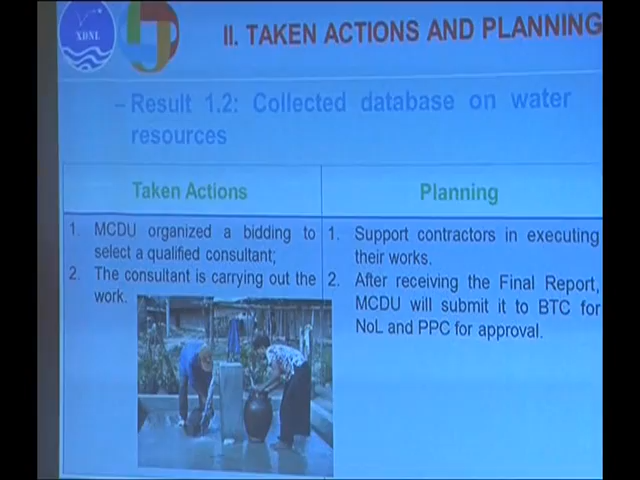 XDNL
II. TAKEN ACTIONS AND PLANNING
– Result 1.2: Collected database on water
resources
Taken Actions
Planning
1. MCDU organized a bidding to
select a qualified consultant;
2. The consultant is carrying out the
work.
1. Support contractors in executing
their works.
2. After receiving the Final Report,
MCDU will submit it to BTC for
NoL and PPC for approval.